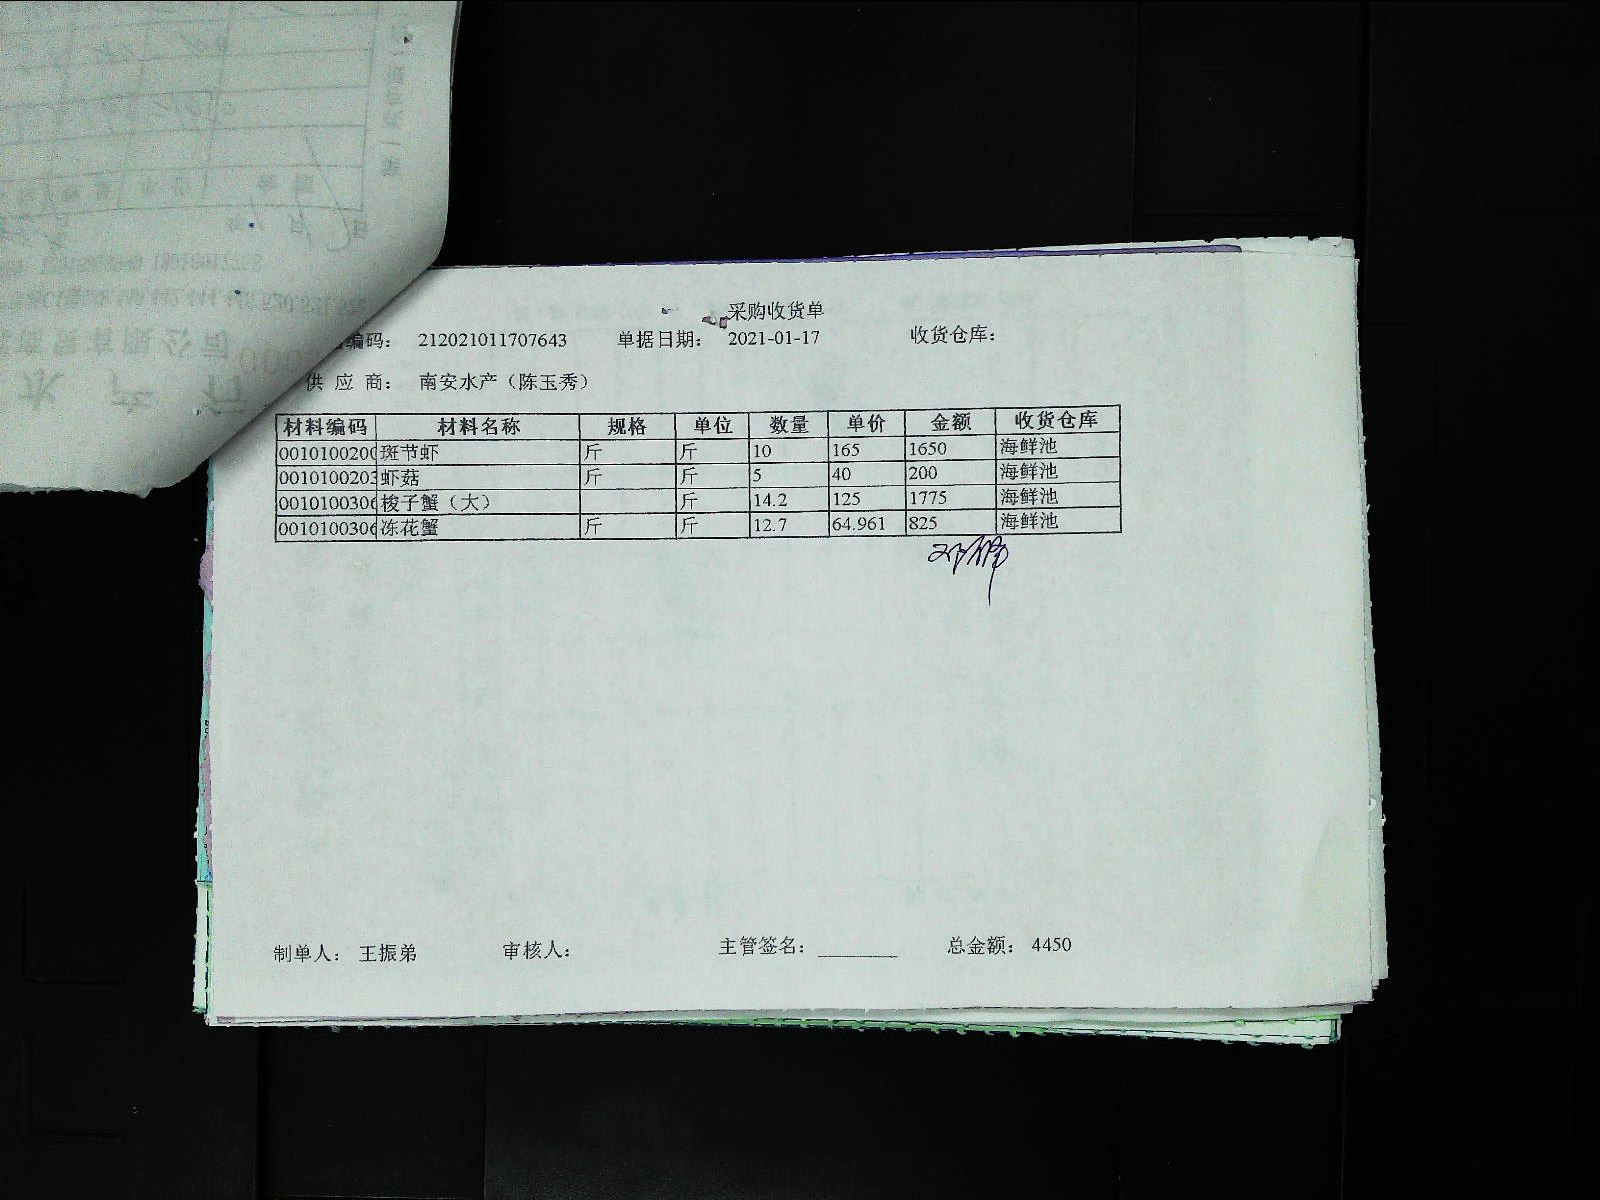 采购收货单
编码： 212021011707643 单据日期： 2021-01-17 收货仓库：
供 应 商： 南安水产（陈玉秀）
材料编码 材料名称 规格 单位 数量 单价 金额 收货仓库
0010100200 斑节虾 斤 斤 10 165 1650 海鲜池
0010100203 虾菇 斤 斤 5 40 200 海鲜池
0010100306 梭子蟹（大） 斤 14.2 125 1775 海鲜池
0010100306 冻花蟹 斤 斤 12.7 64.961 825 海鲜池
制单人： 王振弟 审核人： 主管签名： 总金额： 4450